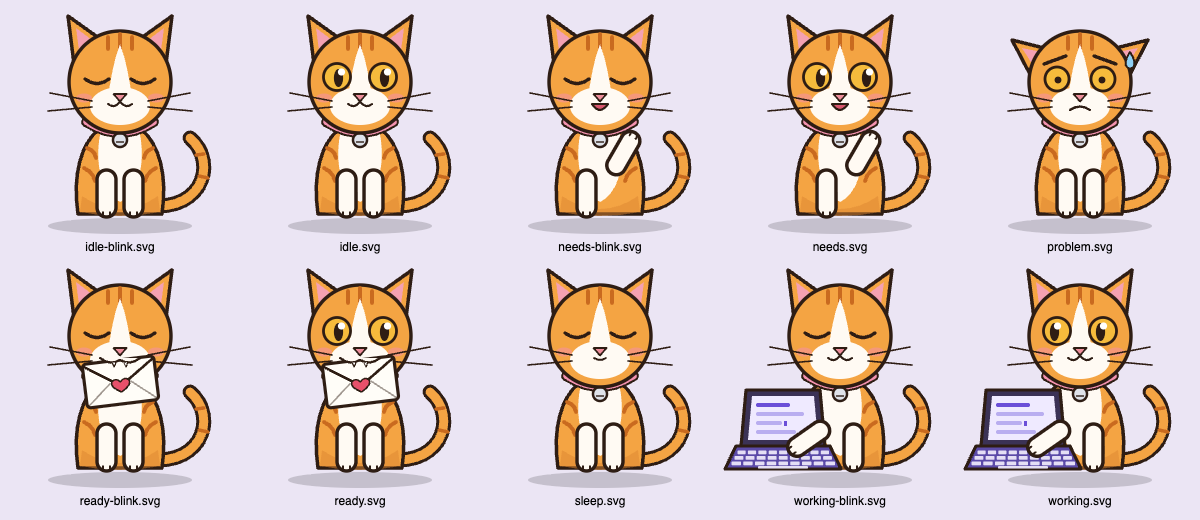 idle-blink.svg
idle.svg
needs-blink.svg
needs.svg
problem.svg
ready-blink.svg
ready.svg
sleep.svg
working-blink.svg
working.svg